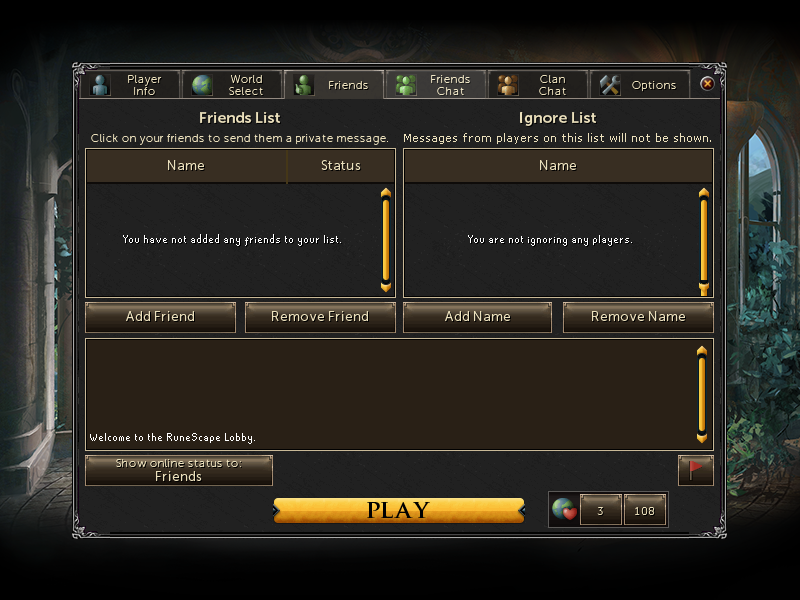 Player
Info
World
Select
Friends
Friends
Chat
Clan
Chat
Options
Friends List
Click on your friends to send them a private message.
Name
Status
You have not added any friends to your list.
Add Friend
Remove Friend
Ignore List
Messages from players on this list will not be shown.
Name
You are not ignoring any players.
Add Name
Remove Name
Welcome to the RuneScape Lobby.
Show online status to:
Friends
PLAY
3
108